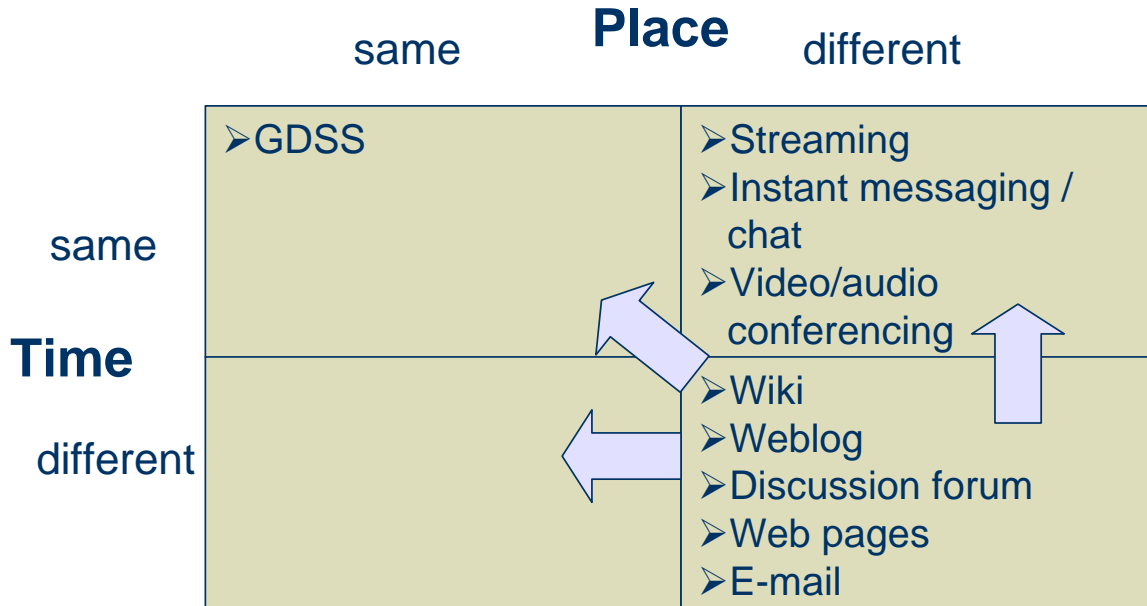 Place
same
different
➢GDSS
➢Streaming
➢Instant messaging /
chat
➢Video/audio
conferencing
same
Time
different
➢Wiki
➢Weblog
➢Discussion forum
➢Web pages
➢E-mail